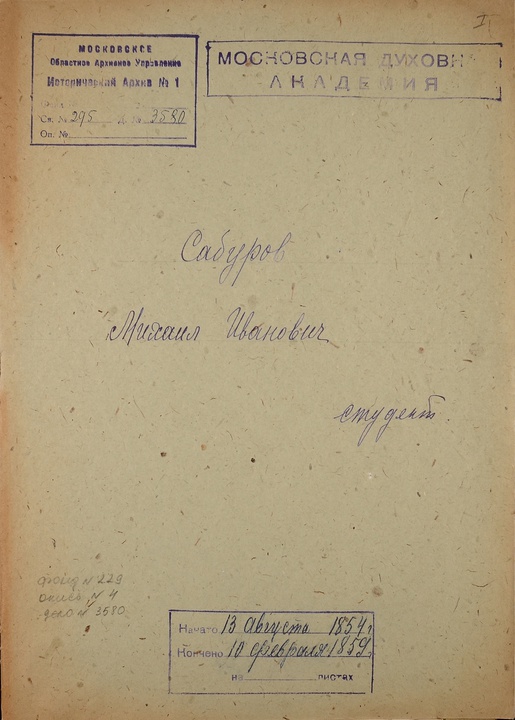 I
МОСКОВСКОЕ
Областное Архивное Управление
Исторический Архив № 1
Св. № 295 Д. № 3580
Оп. №
МОСКОВСКАЯ ДУХОВН
АКАДЕМИЯ
Сабуров
Михаил Иванович
студент.
фонд № 229
опись № 4
дело № 3580
Начато 13 августа 1854 г
Кончено 10 февраля 1859 г.
на листах